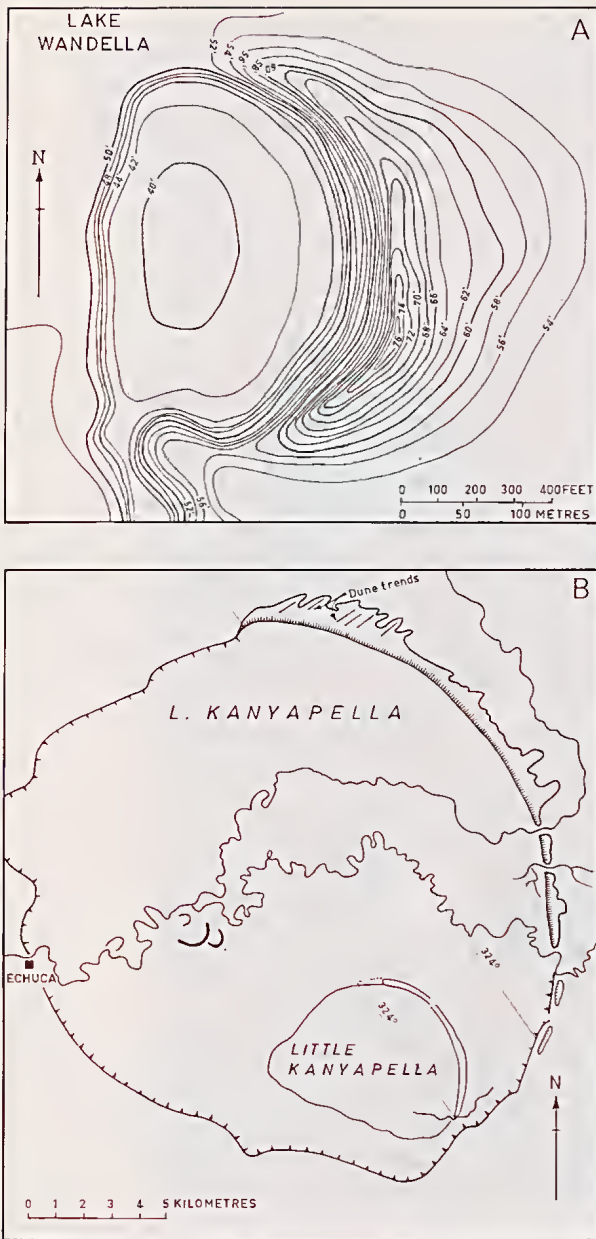 LAKE
WANDELLA
A
52'
54'
56
58
60
50'
48
44
42'
40'
N
62'
66'
70'
74'
76
72
68
64'
60'
58'
56'
54'
56
52'
0 100 200 300 400 FEET
0 50 100 METRES
B
Dune trends
L. KANYAPELLA
ECHUCA
324°
324°
LITTLE
KANYAPELLA
N
0 1 2 3 4 5 KILOMETRES